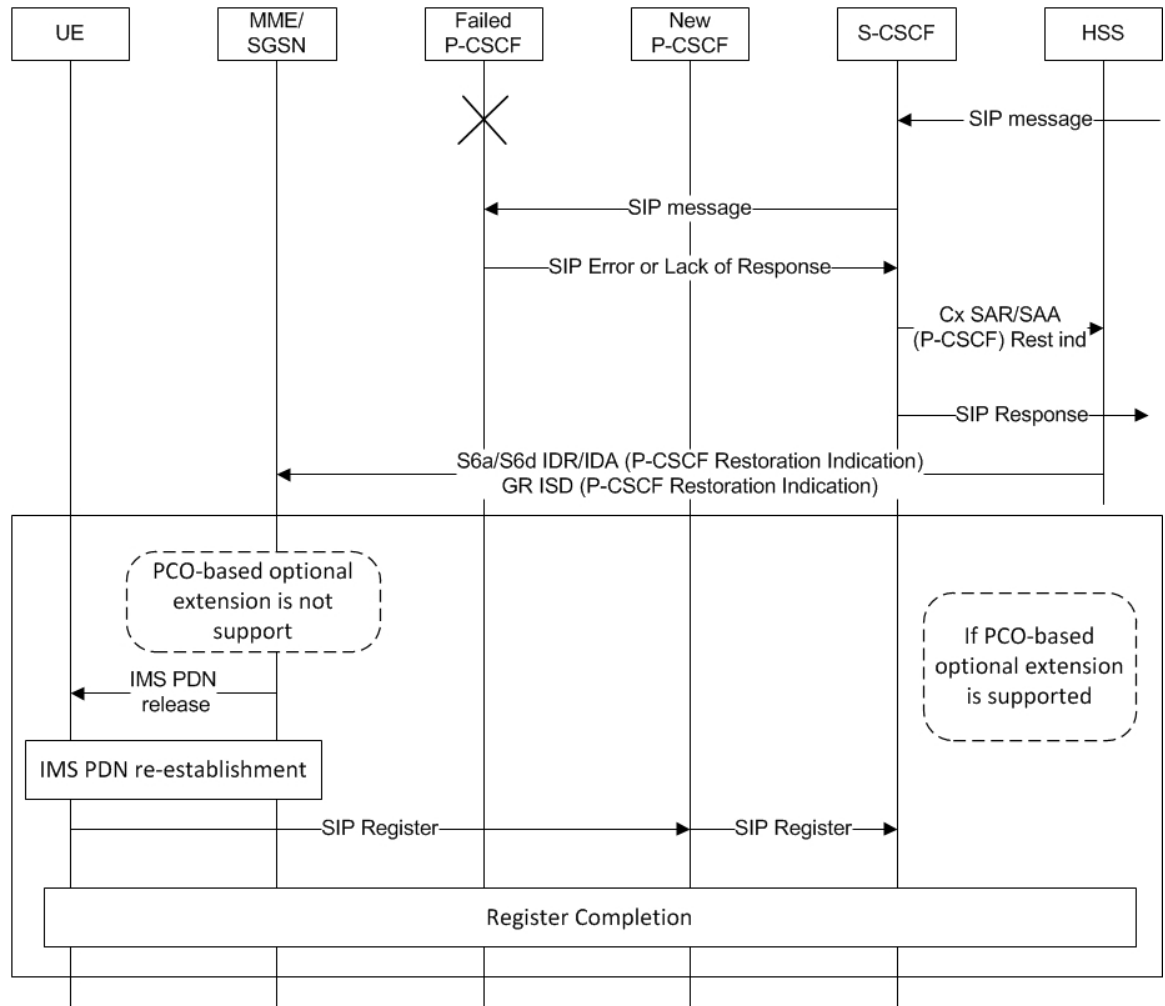 UE
MME/
SGSN
Failed
P-CSCF
New
P-CSCF
S-CSCF
HSS
SIP message
SIP message
SIP Error or Lack of Response
Cx SAR/SAA
(P-CSCF) Rest ind
SIP Response
S6a/S6d IDR/IDA (P-CSCF Restoration Indication)
GR ISD (P-CSCF Restoration Indication)
PCO-based optional
extension is not
support
If PCO-based
optional extension
is supported
IMS PDN
release
IMS PDN re-establishment
SIP Register
SIP Register
Register Completion